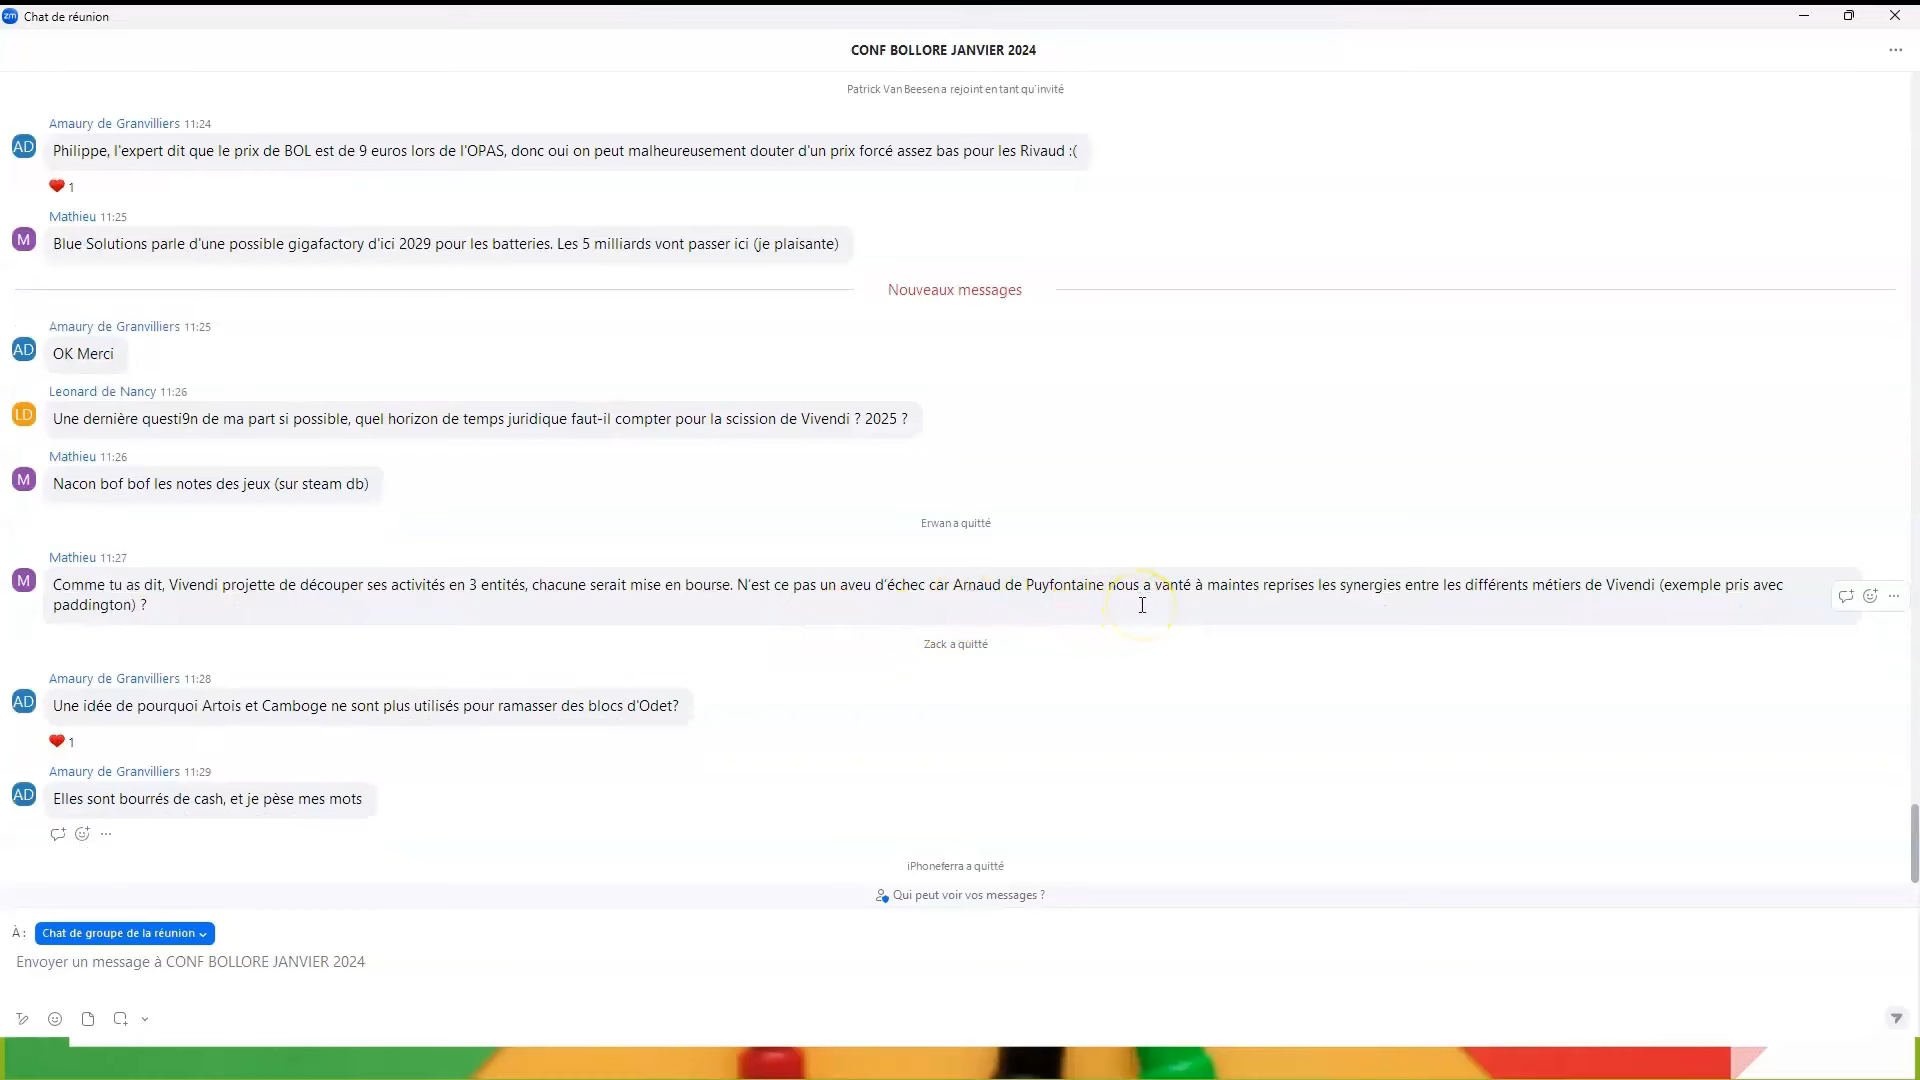 zm Chat de réunion
CONF BOLLORE JANVIER 2024
Patrick Van Beesen a rejoint en tant qu'invité
Amaury de Granvilliers 11:24
AD
Philippe, l'expert dit que le prix de BOL est de 9 euros lors de l'OPAS, donc oui on peut malheureusement douter d'un prix forcé assez bas pour les Rivaud :(
1
Mathieu 11:25
M
Blue Solutions parle d'une possible gigafactory d'ici 2029 pour les batteries. Les 5 milliards vont passer ici (je plaisante)
Nouveaux messages
Amaury de Granvilliers 11:25
AD
OK Merci
Leonard de Nancy 11:26
LD
Une dernière questi9n de ma part si possible, quel horizon de temps juridique faut-il compter pour la scission de Vivendi ? 2025 ?
Mathieu 11:26
M
Nacon bof bof les notes des jeux (sur steam db)
Erwan a quitté
Mathieu 11:27
M
Comme tu as dit, Vivendi projette de découper ses activités en 3 entités, chacune serait mise en bourse. N'est ce pas un aveu d'échec car Arnaud de Puyfontaine nous a vanté à maintes reprises les synergies entre les différents métiers de Vivendi (exemple pris avec
paddington) ?
Zack a quitté
Amaury de Granvilliers 11:28
AD
Une idée de pourquoi Artois et Camboge ne sont plus utilisés pour ramasser des blocs d'Odet?
1
Amaury de Granvilliers 11:29
AD
Elles sont bourrés de cash, et je pèse mes mots
iPhoneferra a quitté
Qui peut voir vos messages ?
À : Chat de groupe de la réunion
Envoyer un message à CONF BOLLORE JANVIER 2024